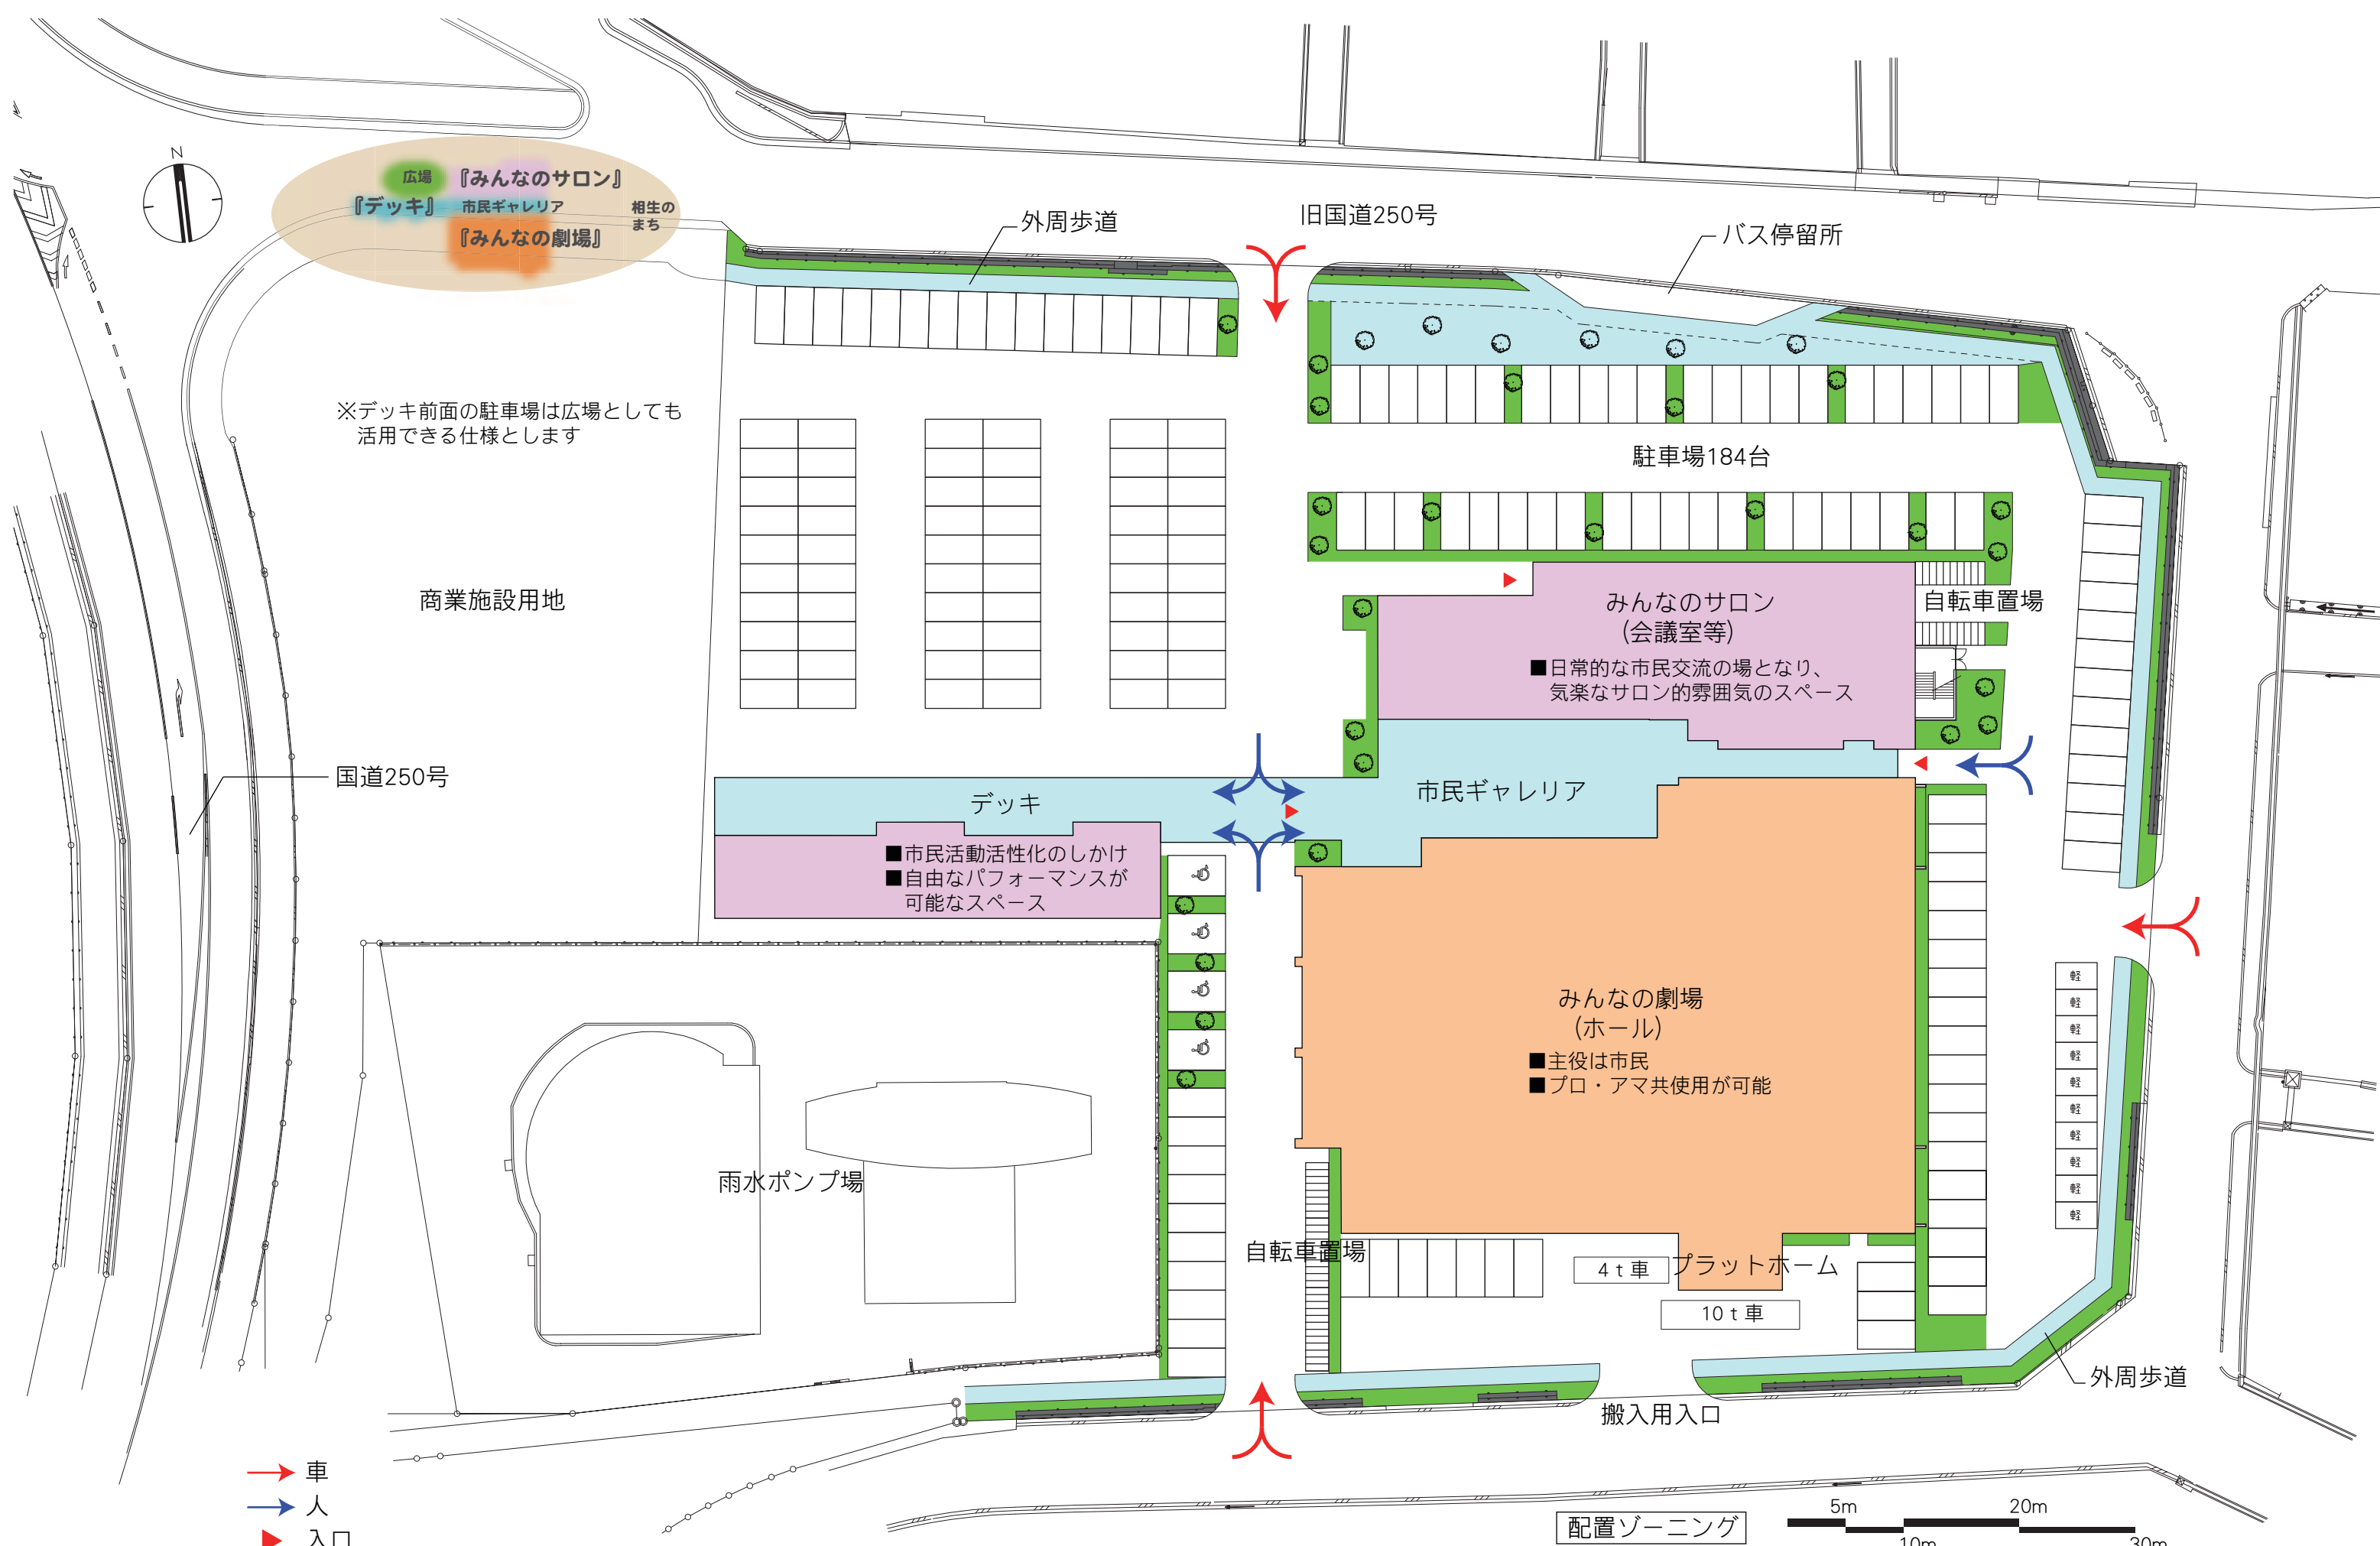 N
広場
『みんなのサロン』
『デッキ』
市民ギャレリア
相生の
まち
『みんなの劇場』
外周歩道
旧国道250号
バス停留所
※デッキ前面の駐車場は広場としても
活用できる仕様とします
駐車場184台
商業施設用地
みんなのサロン
(会議室等)
自転車置場
■日常的な市民交流の場となり、
気楽なサロン的雰囲気のスペース
国道250号
デッキ
市民ギャレリア
■市民活動活性化のしかけ
■自由なパフォーマンスが
可能なスペース
みんなの劇場
(ホール)
■主役は市民
■プロ・アマ共使用が可能
軽
軽
軽
軽
軽
軽
軽
軽
軽
軽
雨水ポンプ場
自転車置場
4ｔ車
プラットホーム
10ｔ車
外周歩道
搬入用入口
車
人
入口
配置ゾーニング
5m
20m
10m
30m